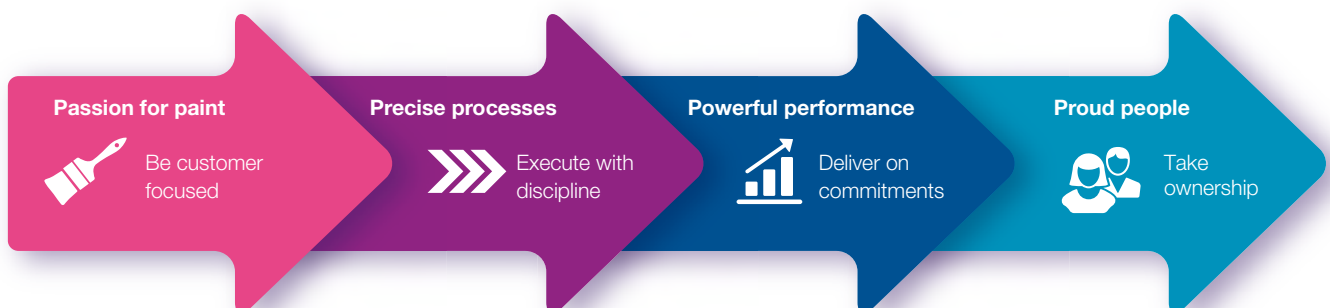 Passion for paint
Be customer
focused
Precise processes
Execute with
discipline
Powerful performance
Deliver on
commitments
Proud people
Take
ownership